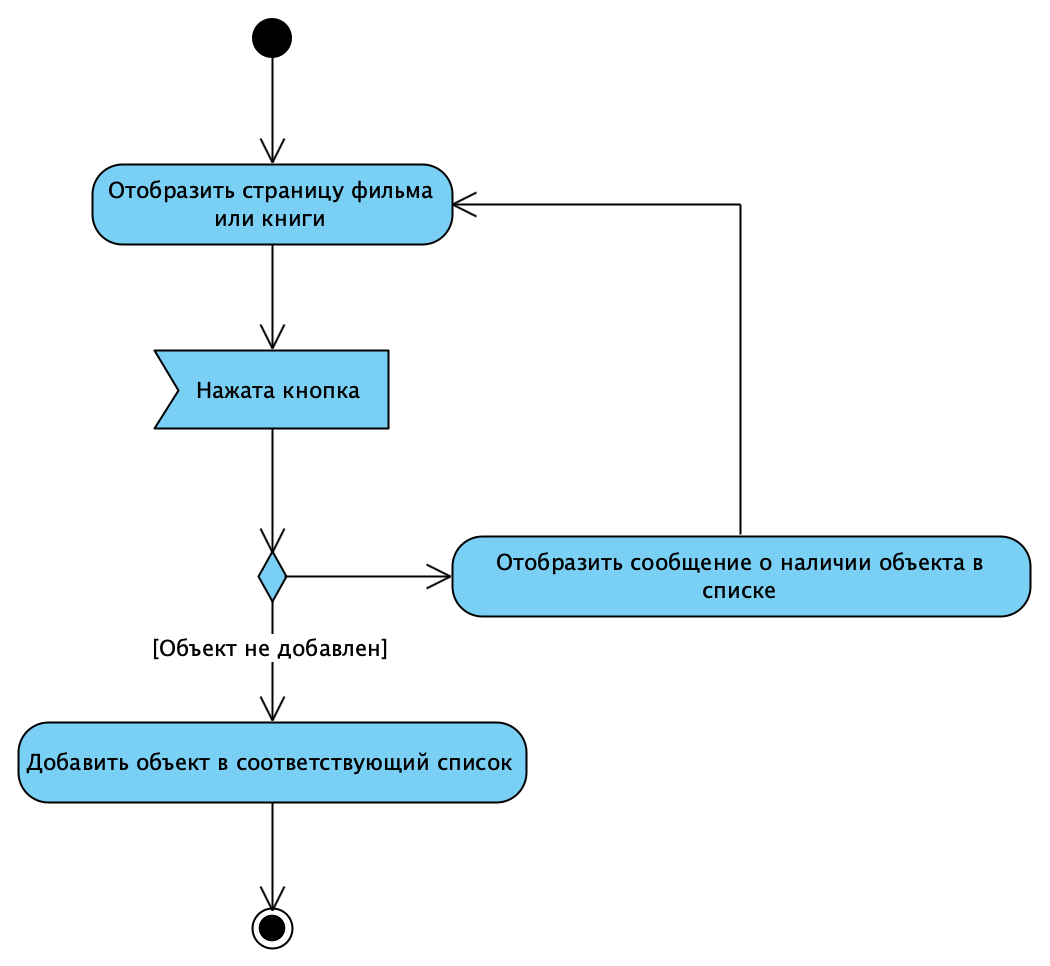 Отобразить страницу фильма
или книги
Нажата кнопка
Отобразить сообщение о наличии объекта в
списке
[Объект не добавлен]
Добавить объект в соответствующий список